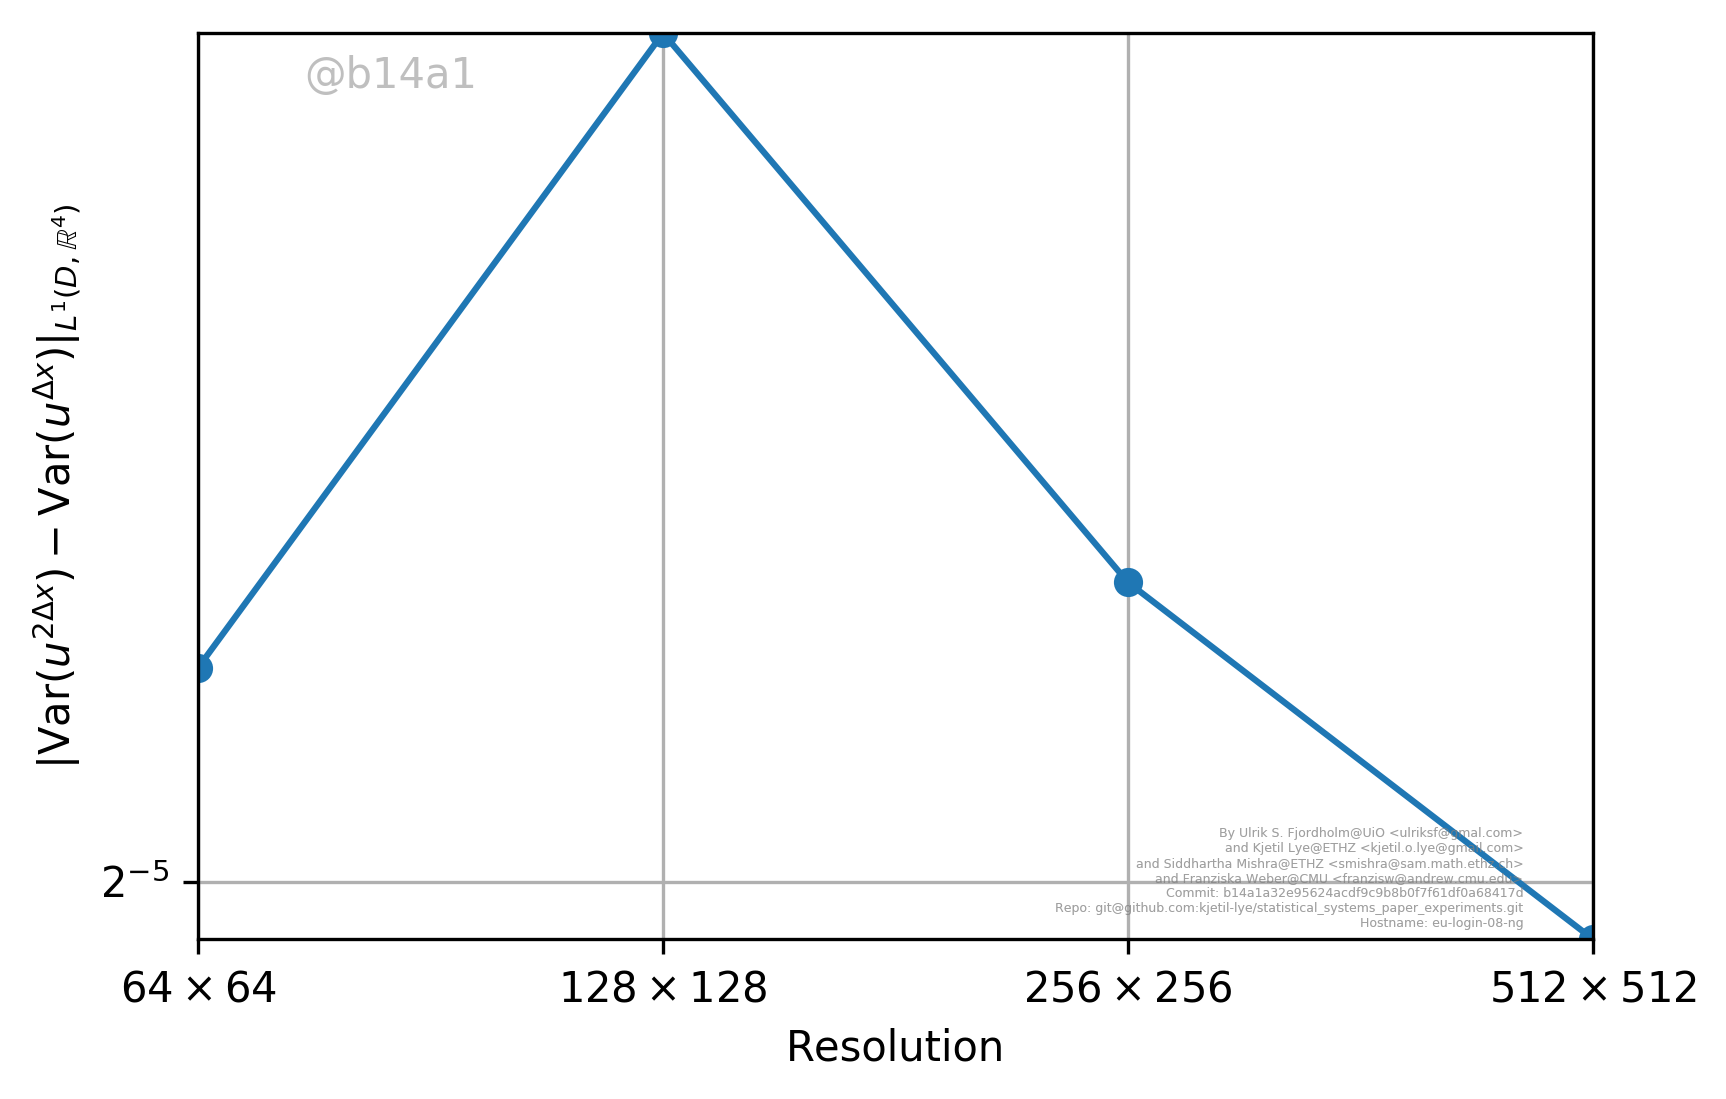 @b14a1
|Var(u^{2Δx}) − Var(u^{Δx})|_{L^1(D, ℝ^4)}
By Ulrik S. Fjordholm@UiO <ulriksf@gmal.com>
and Kjetil Lye@ETHZ <kjetil.o.lye@gmail.com>
and Siddhartha Mishra@ETHZ <smishra@sam.math.ethz.ch>
and Franziska Weber@CMU <franzisw@andrew.cmu.edu>
2^{−5}
Commit: b14a1a32e95624acdf9c9b8b0f7f61df0a68417d
Repo: git@github.com:kjetil-lye/statistical_systems_paper_experiments.git
Hostname: eu-login-08-ng
64 × 64 128 × 128 256 × 256 512 × 512
Resolution